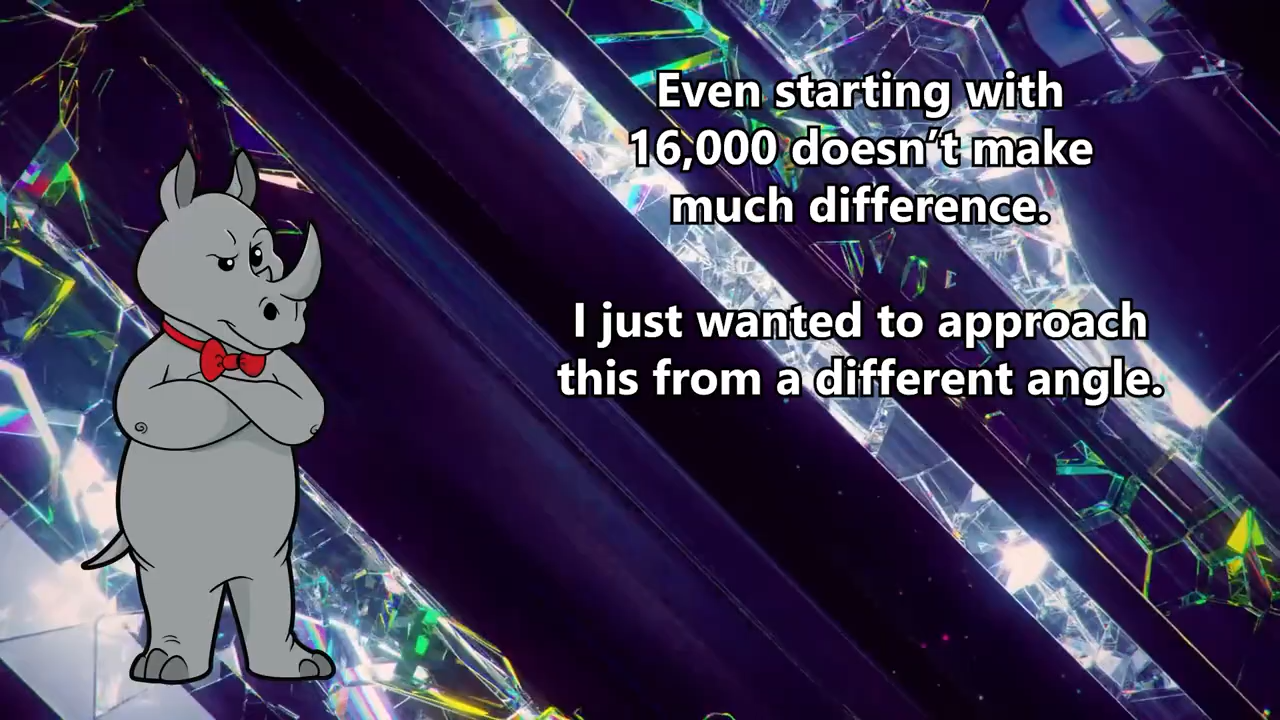 Even starting with
16,000 doesn’t make
much difference.
I just wanted to approach
this from a different angle.